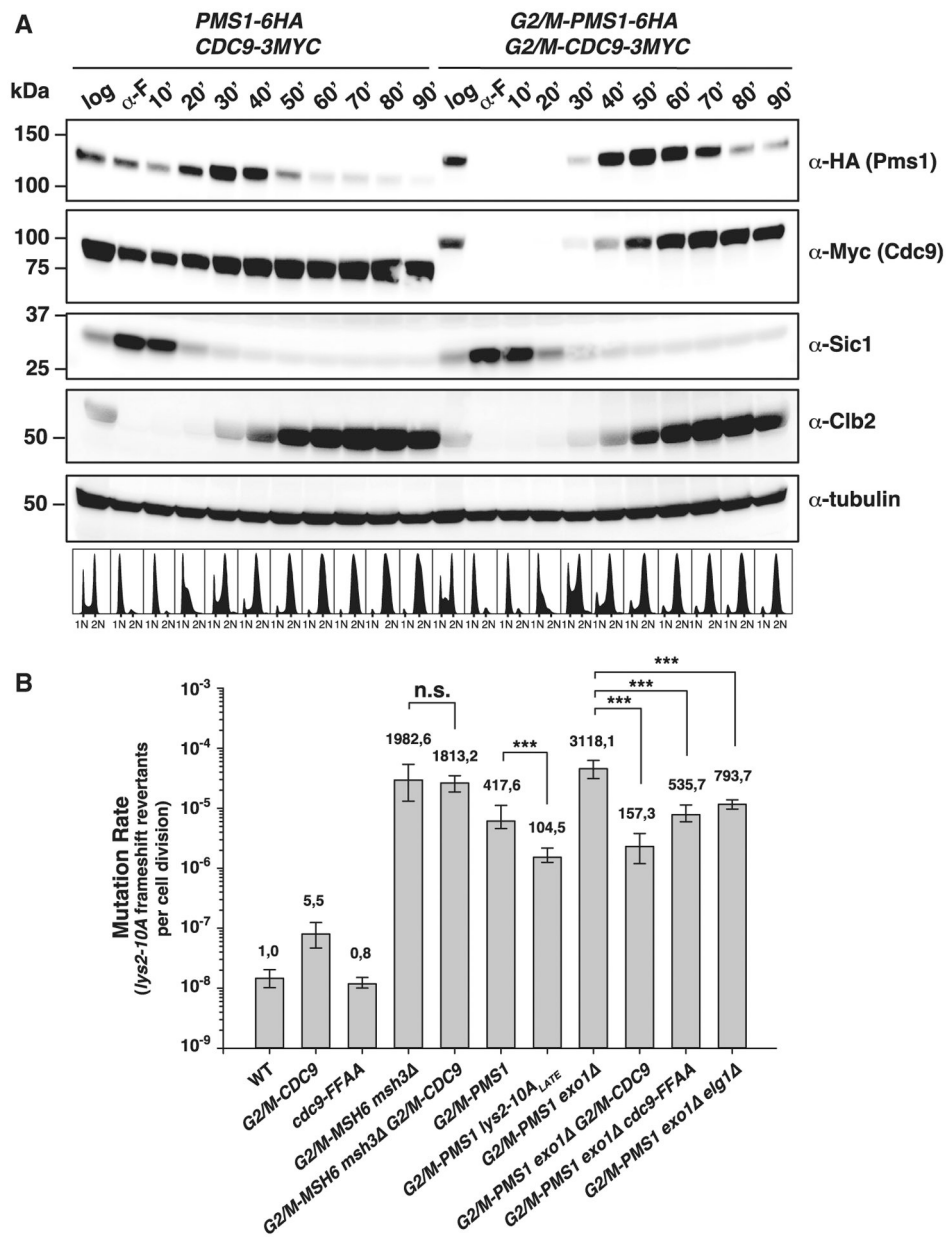 A
PMS1-6HA G2/M-PMS1-6HA
CDC9-3MYC G2/M-CDC9-3MYC
kDa log α-F 10' 20' 30' 40' 50' 60' 70' 80' 90' log α-F 10' 20' 30' 40' 50' 60' 70' 80' 90'
150
100
α-HA (Pms1)
100
75
α-Myc (Cdc9)
37
25
α-Sic1
50
α-Clb2
50
α-tubulin
1N 2N 1N 2N 1N 2N 1N 2N 1N 2N 1N 2N 1N 2N 1N 2N 1N 2N 1N 2N 1N 2N 1N 2N 1N 2N 1N 2N 1N 2N 1N 2N 1N 2N 1N 2N 1N 2N 1N 2N 1N 2N 1N 2N
B
Mutation Rate
(lys2-10A frameshift revertants
per cell division)
10-3
10-4
10-5
10-6
10-7
10-8
10-9
1,0
5,5
0,8
1982,6
n.s.
1813,2
417,6
***
104,5
3118,1
***
***
***
157,3
535,7
793,7
WT
G2/M-CDC9
cdc9-FFAA
G2/M-MSH6 msh3Δ
G2/M-MSH6 msh3Δ G2/M-CDC9
G2/M-PMS1
G2/M-PMS1 lys2-10ALATE
G2/M-PMS1 exo1Δ
G2/M-PMS1 exo1Δ G2/M-CDC9
G2/M-PMS1 exo1Δ cdc9-FFAA
G2/M-PMS1 exo1Δ elg1Δ